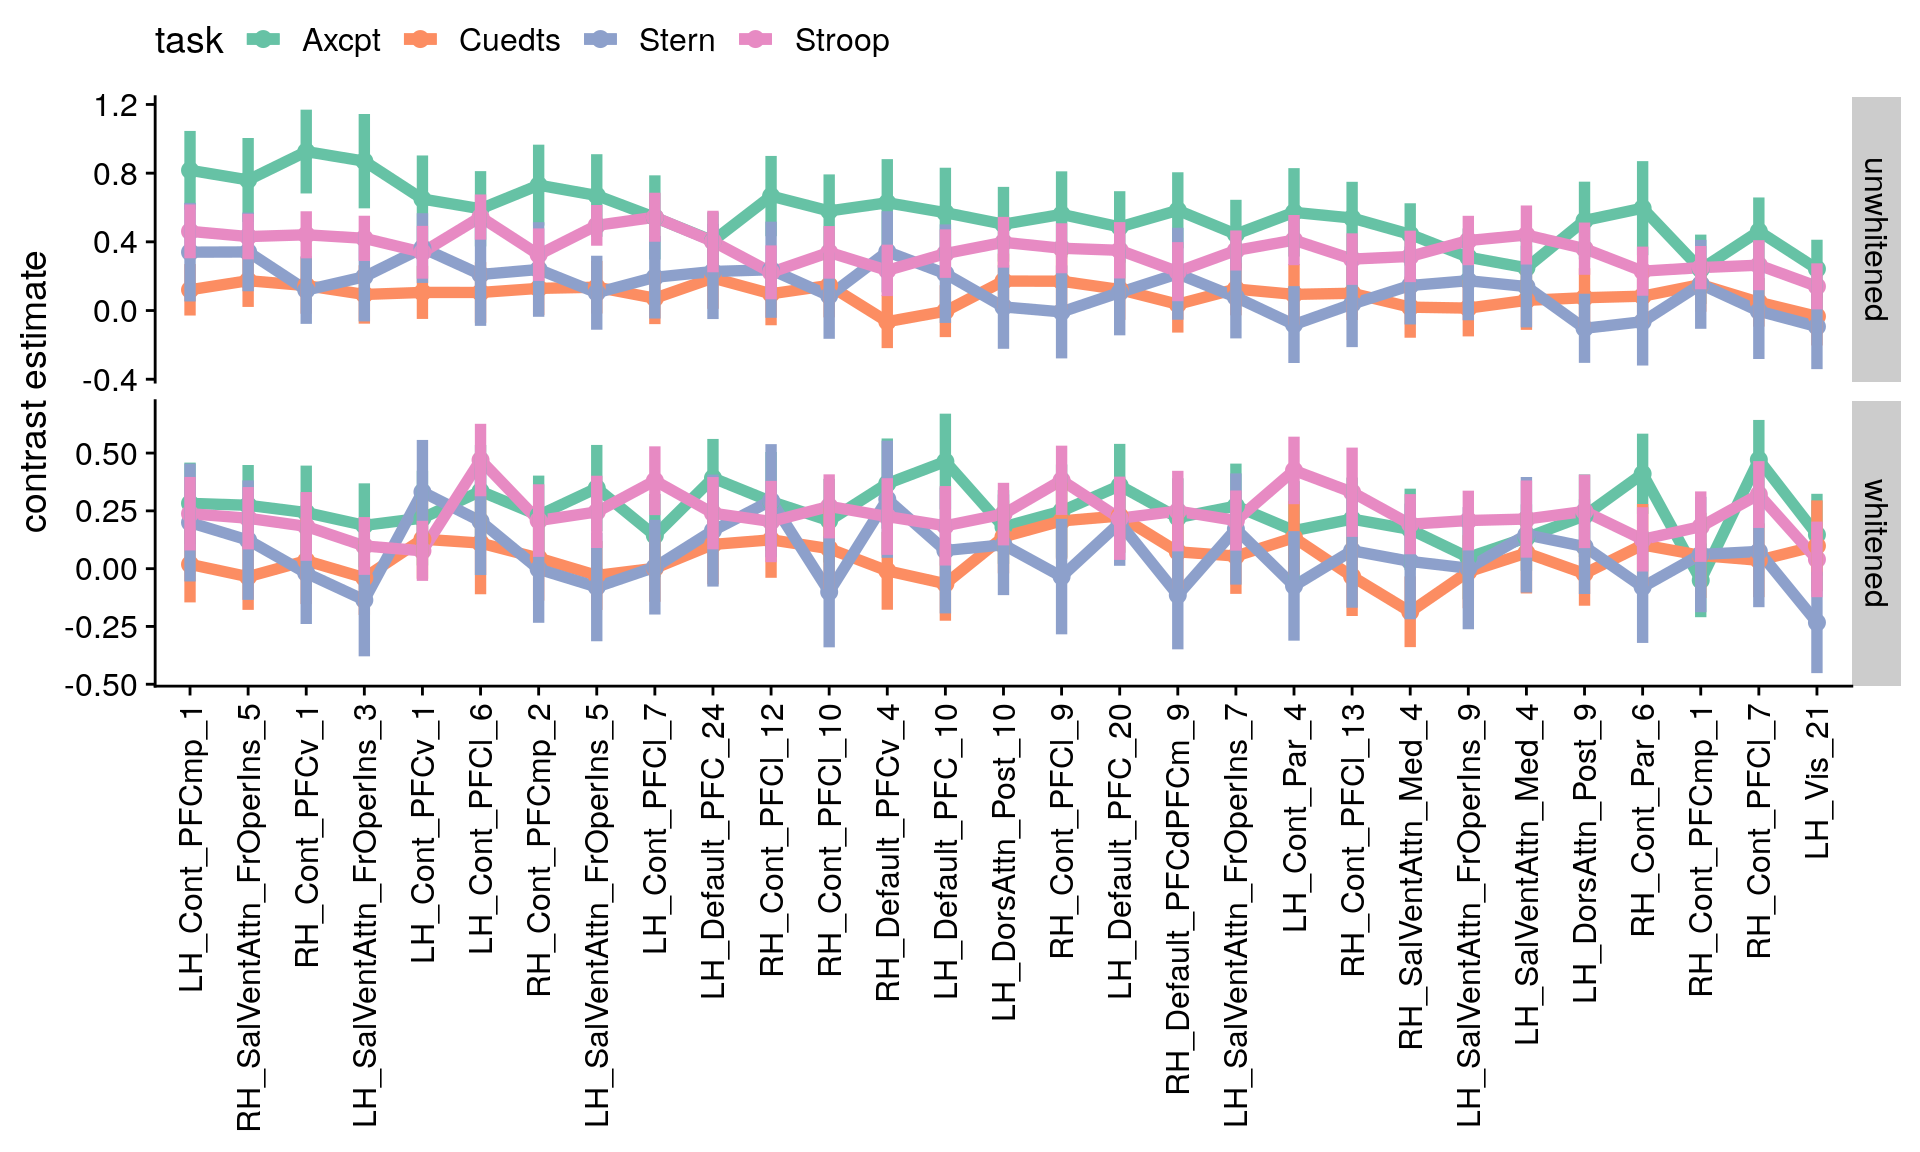 task Axcpt Cuedts Stern Stroop
contrast estimate
1.2
0.8
0.4
0.0
-0.4
unwhitened
0.50
0.25
0.00
-0.25
-0.50
whitened
LH_Cont_PFCmp_1
RH_SalVentAttn_FrOperIns_5
RH_Cont_PFCv_1
LH_SalVentAttn_FrOperIns_3
LH_Cont_PFCv_1
LH_Cont_PFCl_6
RH_Cont_PFCmp_2
LH_SalVentAttn_FrOperIns_5
LH_Cont_PFCl_7
LH_Default_PFC_24
RH_Cont_PFCl_12
RH_Cont_PFCl_10
RH_Default_PFCv_4
LH_Default_PFC_10
LH_DorsAttn_Post_10
RH_Cont_PFCl_9
LH_Default_PFC_20
RH_Default_PFCdPFCm_9
LH_SalVentAttn_FrOperIns_7
LH_Cont_Par_4
RH_Cont_PFCl_13
RH_SalVentAttn_Med_4
LH_SalVentAttn_FrOperIns_9
LH_SalVentAttn_Med_4
LH_DorsAttn_Post_9
RH_Cont_Par_6
RH_Cont_PFCmp_1
RH_Cont_PFCl_7
LH_Vis_21